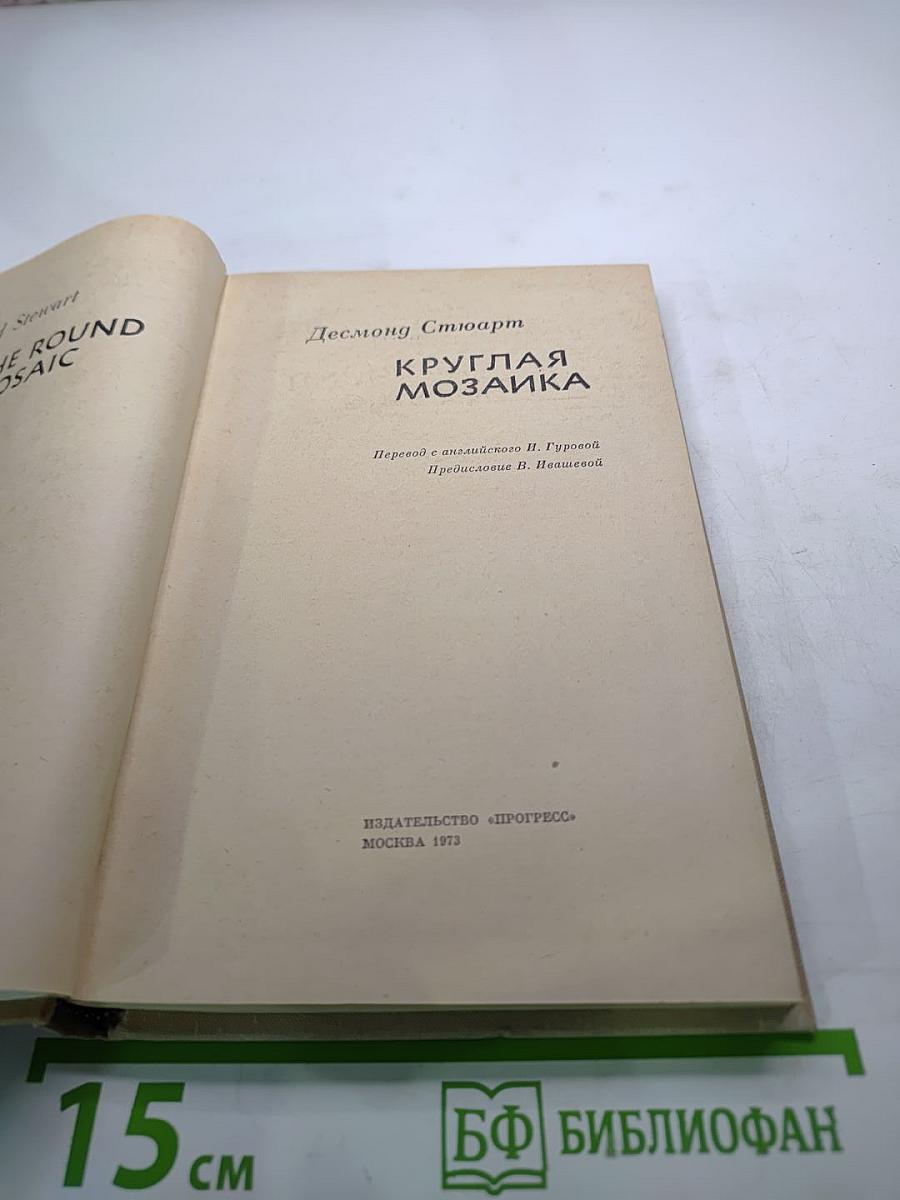 Stewart
HE ROUND
OSAIC
Десмонд Стюарт
КРУГЛАЯ
МОЗАИКА
Перевод с английского И. Гуровой
Предисловие В. Ивашевой
ИЗДАТЕЛЬСТВО «ПРОГРЕСС»
МОСКВА 1973
15 см
БФ БИБЛИОФАН